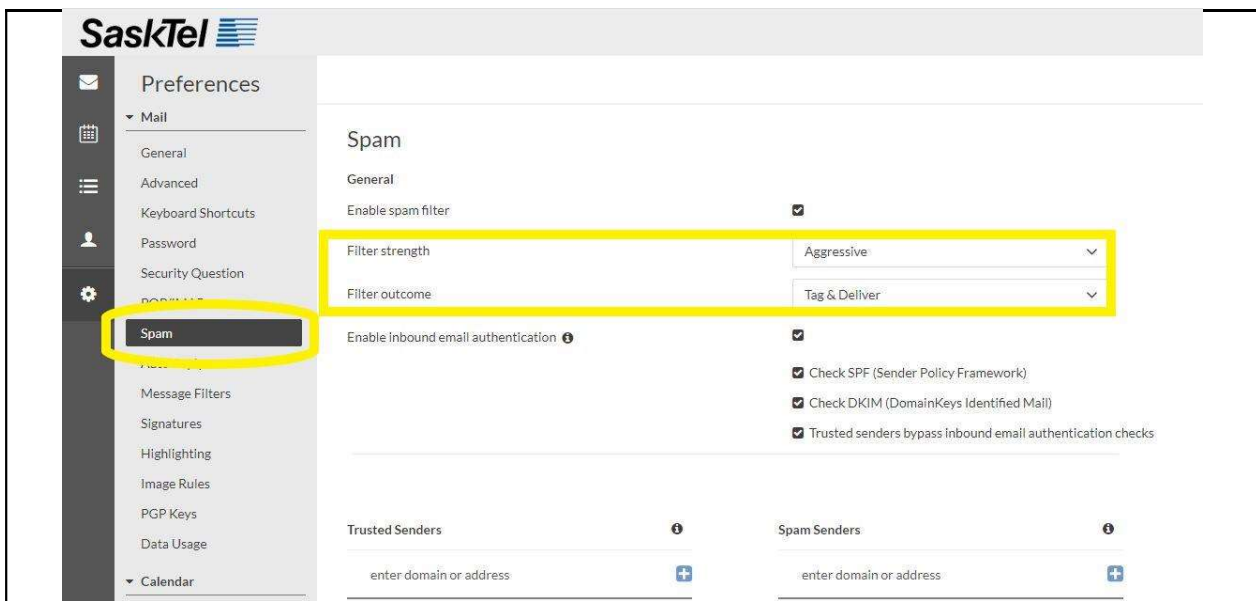 SaskTel
Preferences
Mail
General
Advanced
Keyboard Shortcuts
Password
Security Question
Spam
Message Filters
Signatures
Highlighting
Image Rules
PGP Keys
Data Usage
Calendar
Spam
General
Enable spam filter
Filter strength Aggressive
Filter outcome Tag & Deliver
Enable inbound email authentication
Check SPF (Sender Policy Framework)
Check DKIM (DomainKeys Identified Mail)
Trusted senders bypass inbound email authentication checks
Trusted Senders Spam Senders
enter domain or address enter domain or address